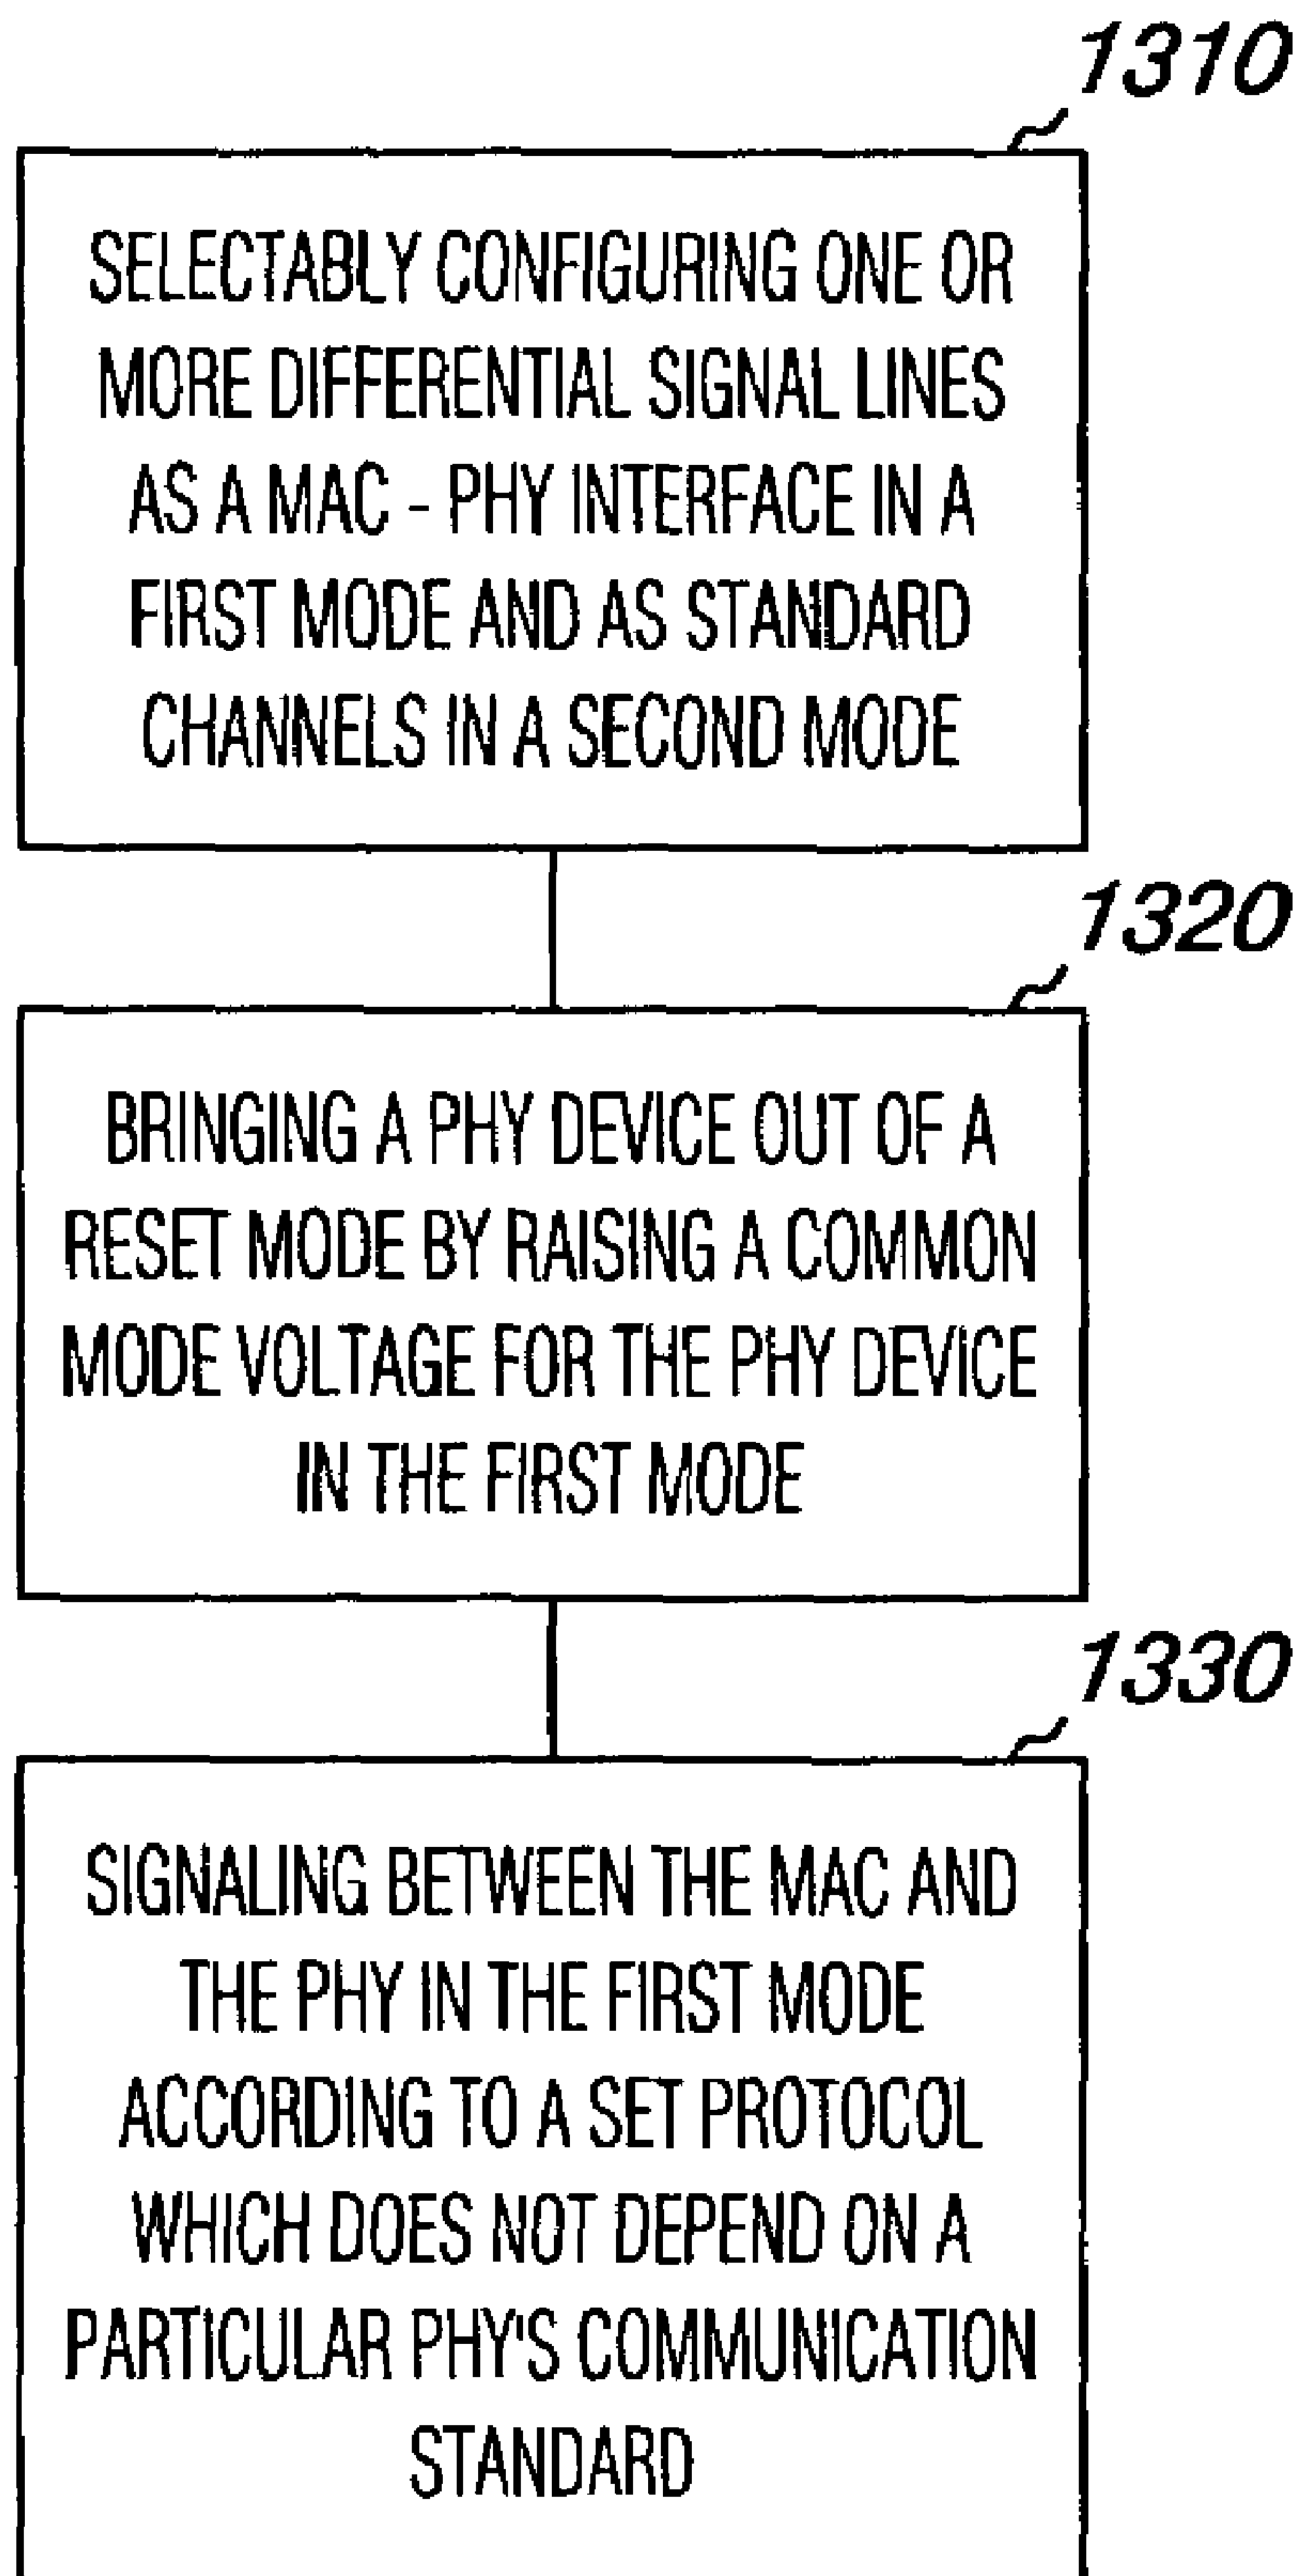 1310
SELECTABLY CONFIGURING ONE OR
MORE DIFFERENTIAL SIGNAL LINES
AS A MAC - PHY INTERFACE IN A
FIRST MODE AND AS STANDARD
CHANNELS IN A SECOND MODE
1320
BRINGING A PHY DEVICE OUT OF A
RESET MODE BY RAISING A COMMON
MODE VOLTAGE FOR THE PHY DEVICE
IN THE FIRST MODE
1330
SIGNALING BETWEEN THE MAC AND
THE PHY IN THE FIRST MODE
ACCORDING TO A SET PROTOCOL
WHICH DOES NOT DEPEND ON A
PARTICULAR PHY'S COMMUNICATION
STANDARD